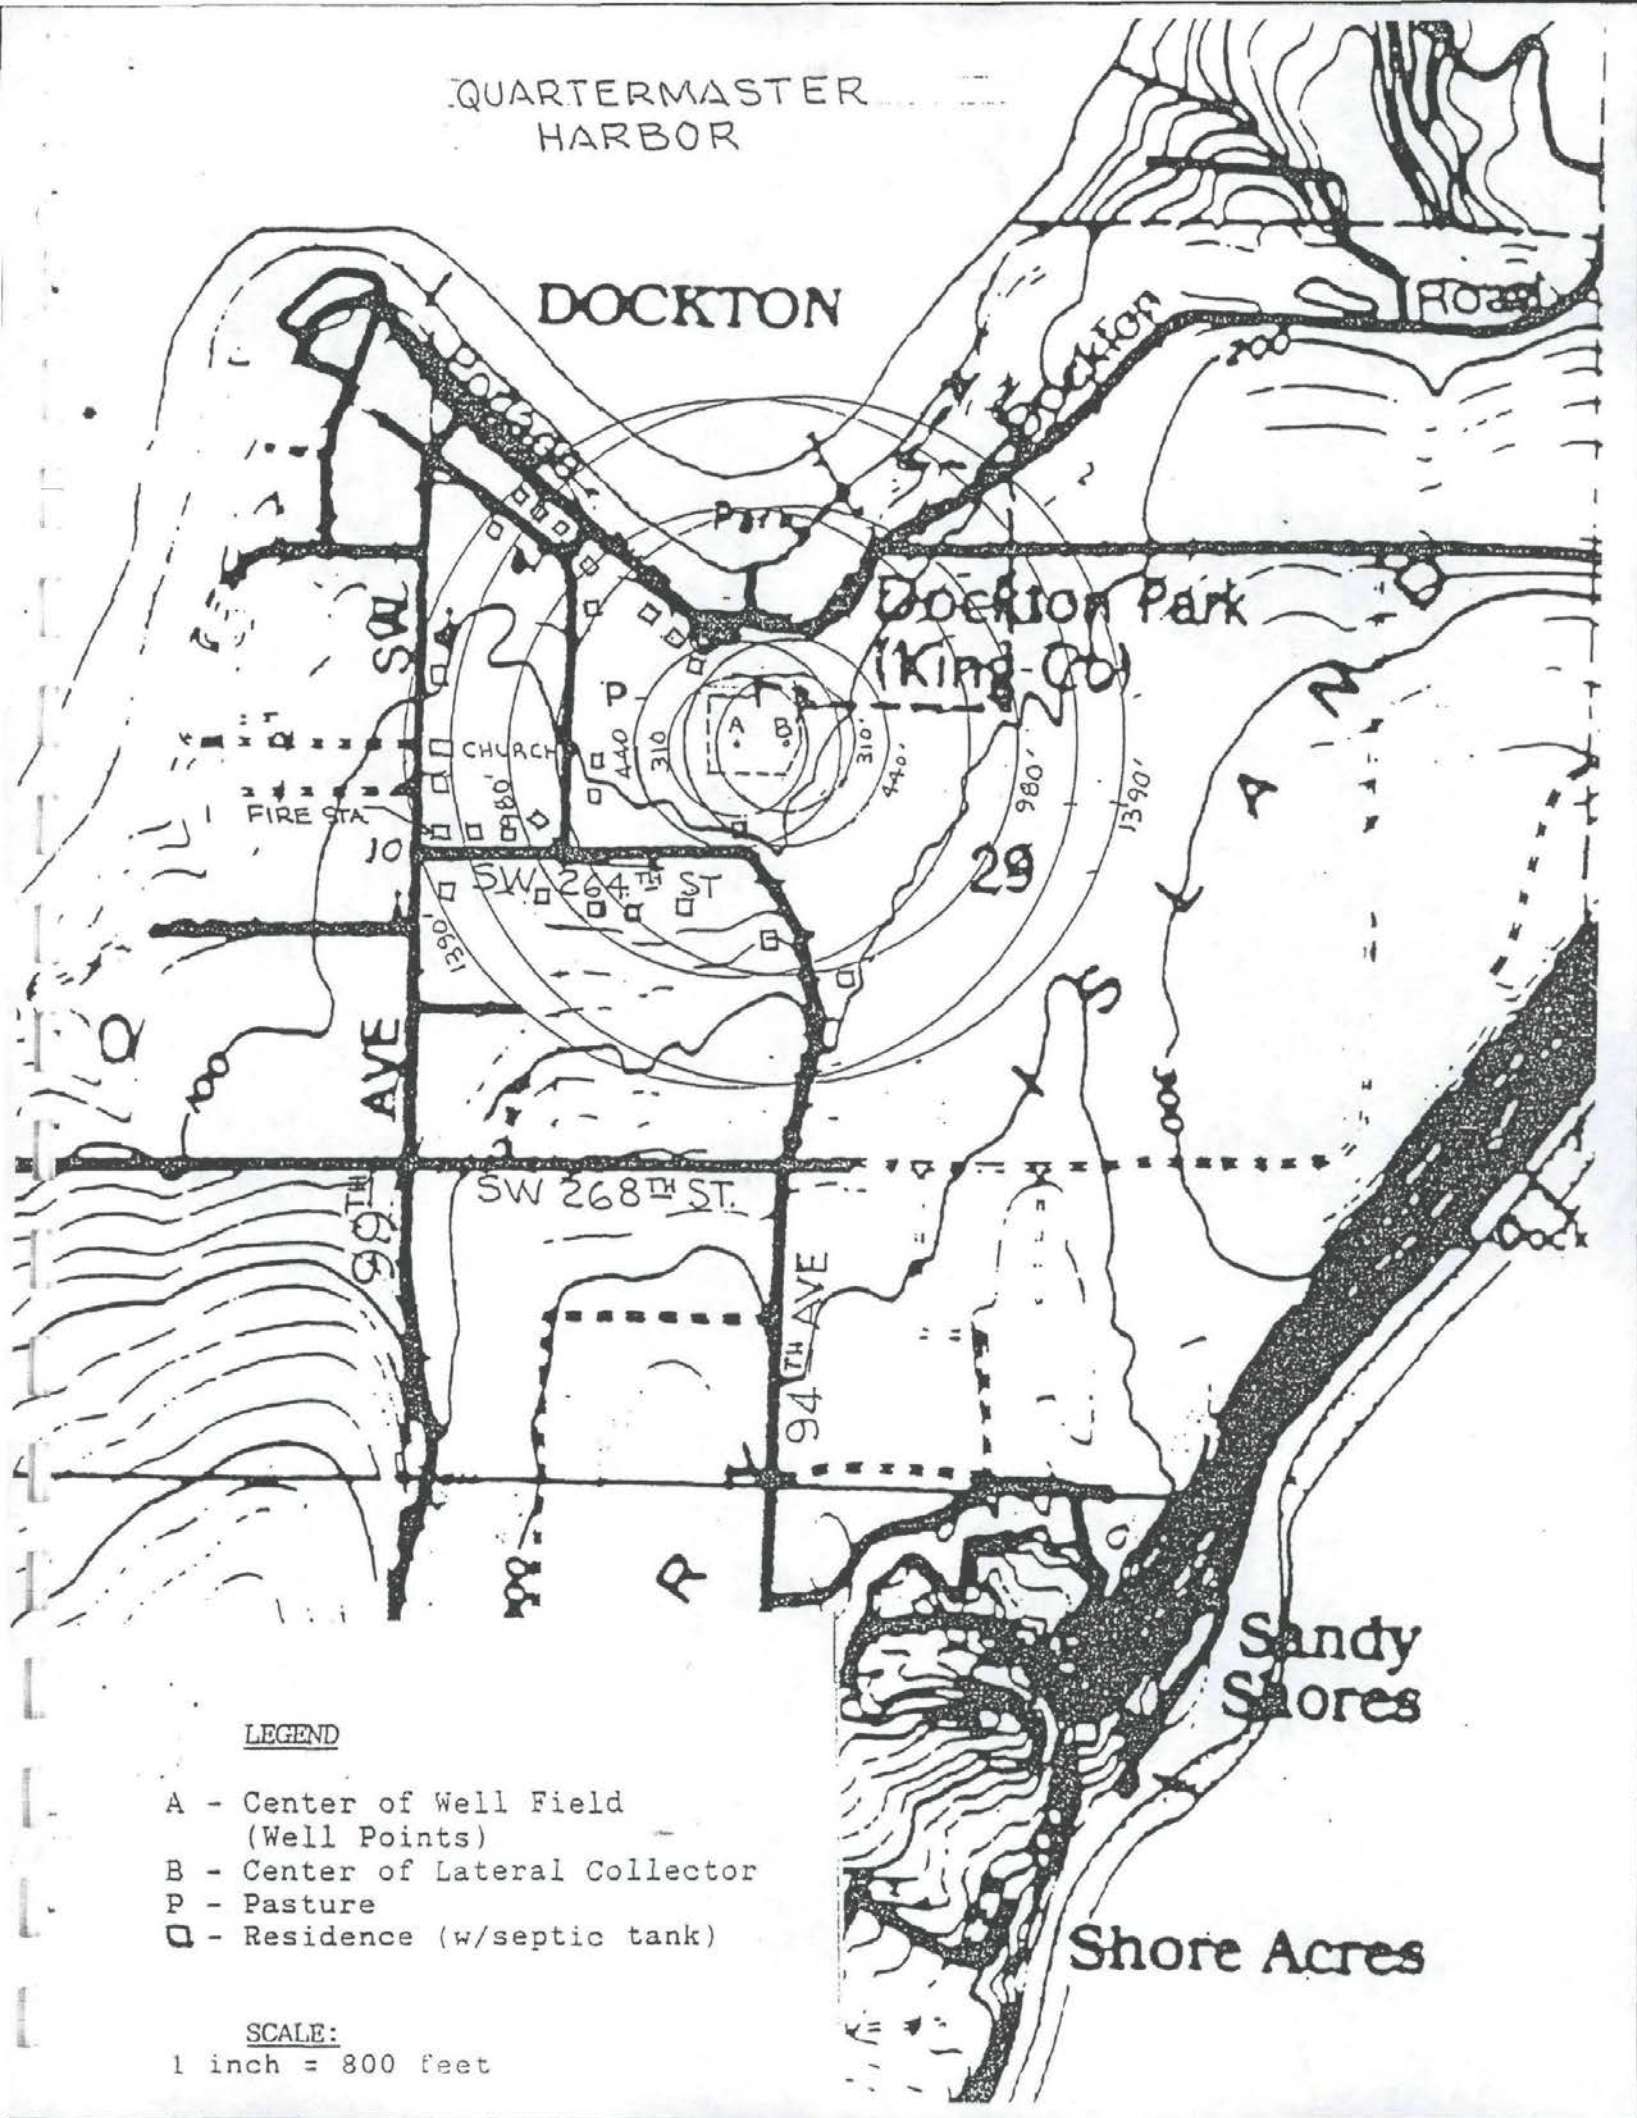 QUARTERMASTER
HARBOR
DOCKTON
Dockton
Road
200
Park
Dockton Park
(King Co)
SW
P
A
B
CHURCH
440
310
310'
440'
980'
1390'
980'
FIRE STA.
10
29
SW 264TH ST
1390'
100
AVE
SW 268TH ST.
99TH
94TH AVE
Dock
Sandy
Shores
Shore Acres
LEGEND
A - Center of Well Field
(Well Points)
B - Center of Lateral Collector
P - Pasture
- Residence (w/septic tank)
SCALE:
1 inch = 800 feet